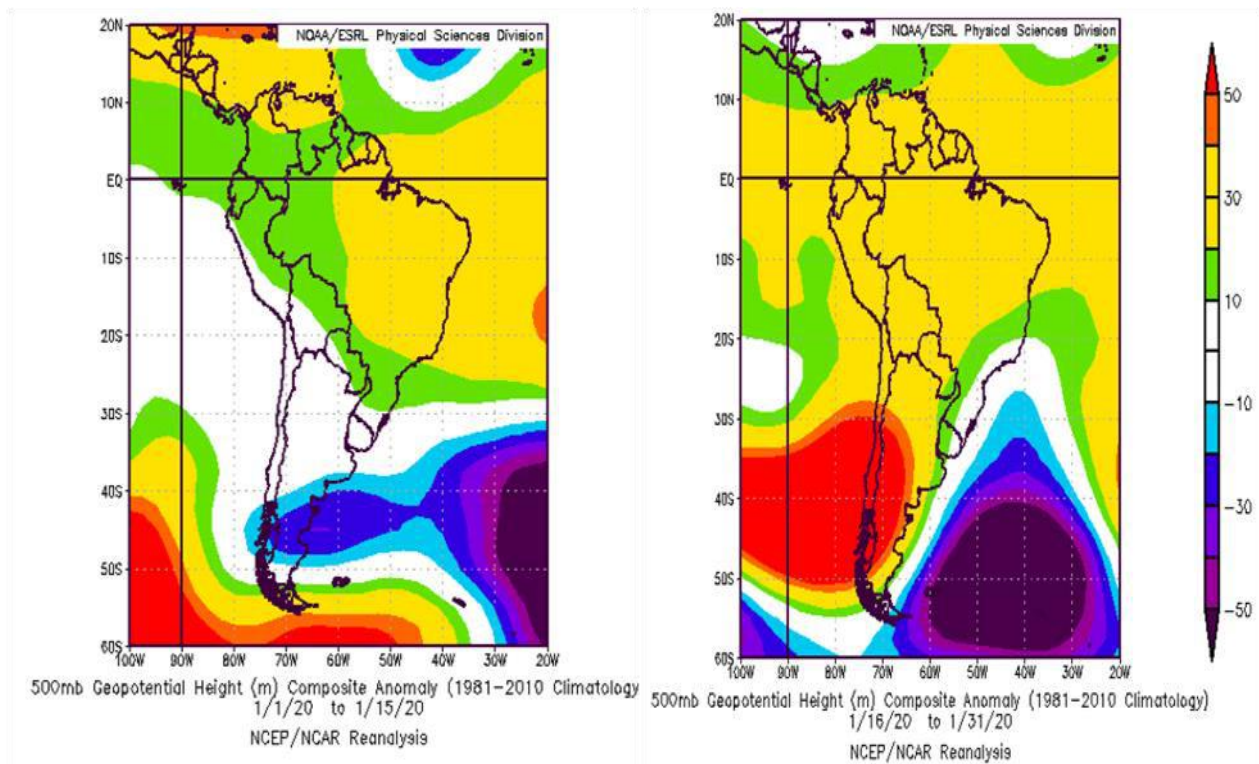 NOAA/ESRL Physical Sciences Division
20N
10N
EQ
10S
20S
30S
40S
50S
60S
100W 90W 80W 70W 60W 50W 40W 30W 20W
500mb Geopotential Height (m) Composite Anomaly (1981-2010 Climatology
1/1/20 to 1/15/20
NCEP/NCAR Reanalysis
NOAA/ESRL Physical Sciences Division
20N
10N
EQ
10S
20S
30S
40S
50S
60S
100W 90W 80W 70W 60W 50W 40W 30W 20W
500mb Geopotential Height (m) Composite Anomaly (1981-2010 Climatology)
1/16/20 to 1/31/20
NCEP/NCAR Reanalysis
50
30
10
-10
-30
-50